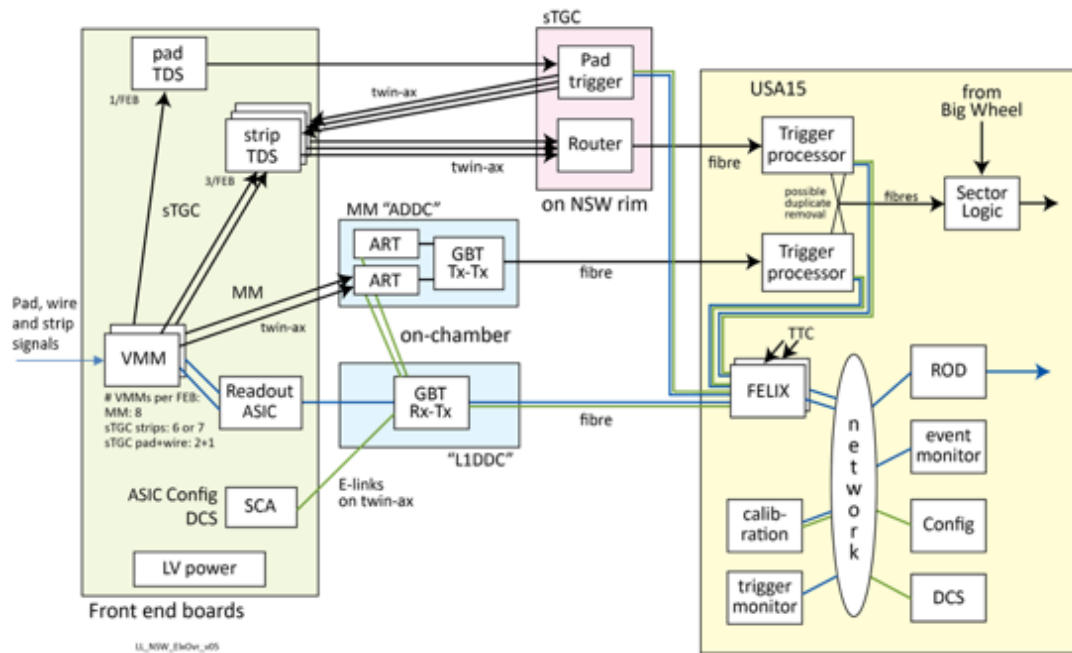 sTGC
pad
TDS
1/FEB
Pad
trigger
USA15
from
Big Wheel
twin-ax
strip
TDS
3/FEB
Router
twin-ax
on NSW rim
fibre
Trigger
processor
possible
duplicate
removal
fibres
Sector
Logic
sTGC
MM "ADDC"
ART
ART
GBT
Tx-Tx
fibre
Trigger
processor
MM
twin-ax
Pad, wire
and strip
signals
on-chamber
VMM
# VMMs per FEB:
MM: 8
sTGC strips: 6 or 7
sTGC pad+wire: 2+1
Readout
ASIC
GBT
Rx-Tx
"L1DDC"
fibre
TTC
FELIX
ROD
network
event
monitor
E-links
on twin-ax
ASIC Config
DCS
SCA
calib-
ration
Config
LV power
trigger
monitor
DCS
Front end boards
LL_NSW_ElxOvr_v05